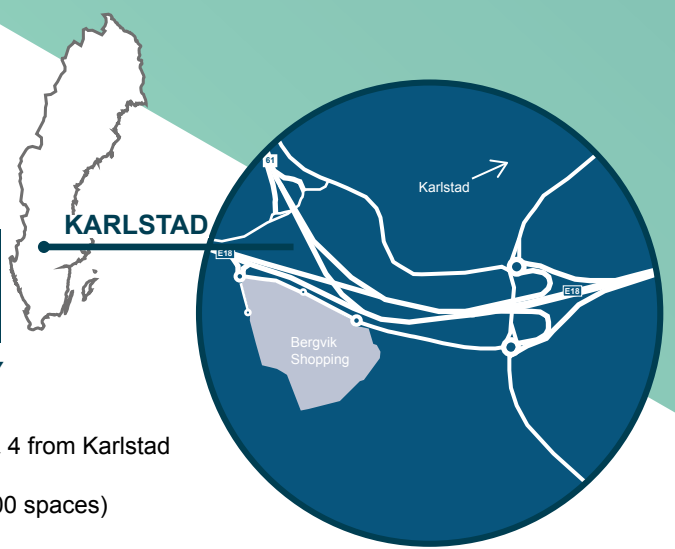 61
Karlstad
KARLSTAD
E18
E18
Bergvik
Shopping
4 from Karlstad
00 spaces)